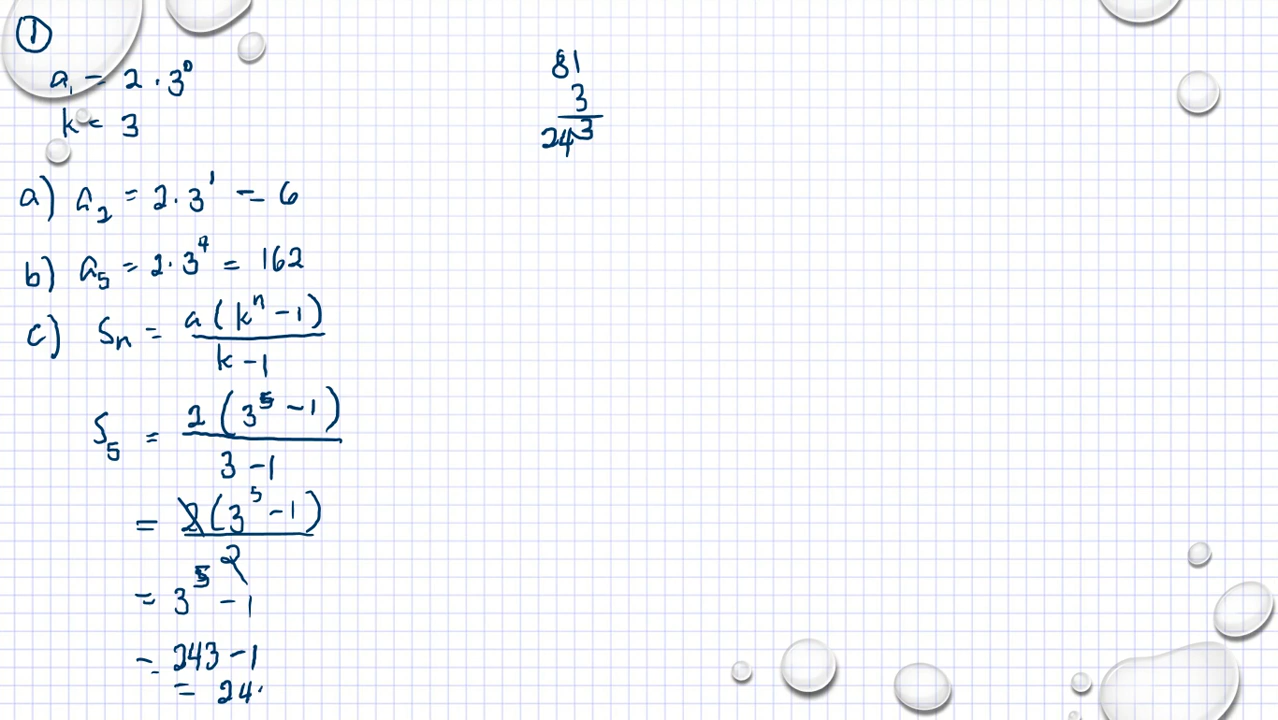 ①
a₁ = 2 · 3⁰
k = 3
a) a₂ = 2 · 3¹ = 6
b) a₅ = 2 · 3⁴ = 162
c) Sₙ = a(kⁿ - 1) / k - 1
S₅ = 2(3⁵ - 1) / 3 - 1
= 2(3⁵ - 1) / 2
= 3⁵ - 1
= 243 - 1
= 24
81
3
243